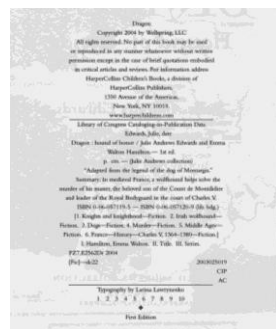 Dragon
Copyright 2004 by Wellspring, LLC
All rights reserved. No part of this book may be used
or reproduced in any manner whatsoever without written
permission except in the case of brief quotations embodied
in critical articles and reviews. For information address
HarperCollins Children's Books, a division of
HarperCollins Publishers,
1350 Avenue of the Americas,
New York, NY 10019.
www.harperchildrens.com
Library of Congress Cataloging-in-Publication Data
Edwards, Julie, date
Dragon : hound of honor / Julie Andrews Edwards and Emma
Walton Hamilton.— 1st ed.
p. cm. — (Julie Andrews collection)
"Adapted from the legend of the dog of Montargis."
Summary: In medieval France, a wolfhound helps solve the
murder of his master, the beloved son of the Count de Montdidier
and leader of the Royal Bodyguard in the court of Charles V.
ISBN 0-06-057119-5 — ISBN 0-06-057120-9 (lib. bdg.)
[1. Knights and knighthood—Fiction. 2. Irish wolfhound—
Fiction. 3. Dogs—Fiction. 4. Murder—Fiction. 5. Middle Ages—
Fiction. 6. France—History—Charles V, 1364-1380—Fiction.]
I. Hamilton, Emma Walton. II. Title. III. Series.
PZ7.E2562Dr 2004
[Fic]—dc22
CIP
AC
Typography by Larissa Lawrynenko
1 2 3 4 5 6 7 8 9 10
First Edition